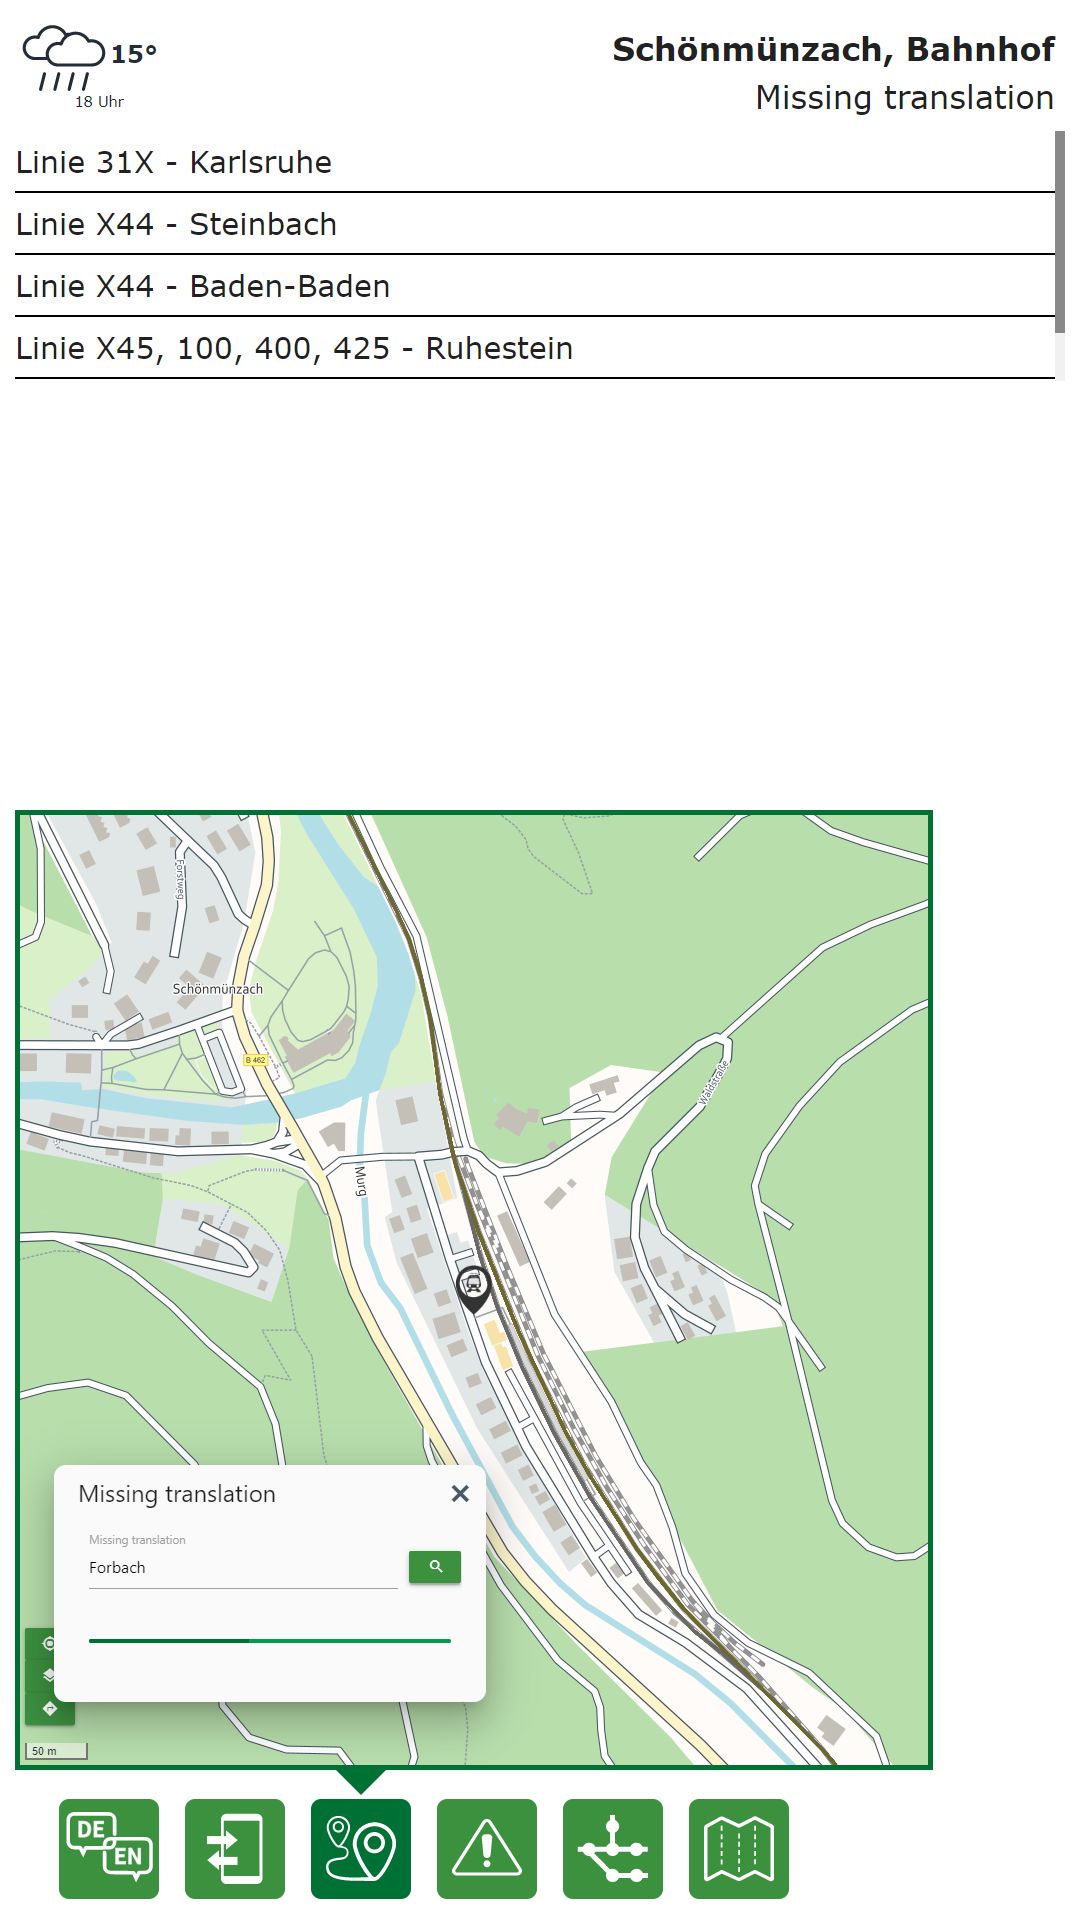 15°
18 Uhr
Schönmünzach, Bahnhof
Missing translation
Linie 31X - Karlsruhe
Linie X44 - Steinbach
Linie X44 - Baden-Baden
Linie X45, 100, 400, 425 - Ruhestein
Forstweg
Schönmünzach
B 462
Waldstraße
Murg
Missing translation
Missing translation
Forbach
50 m
DE
EN